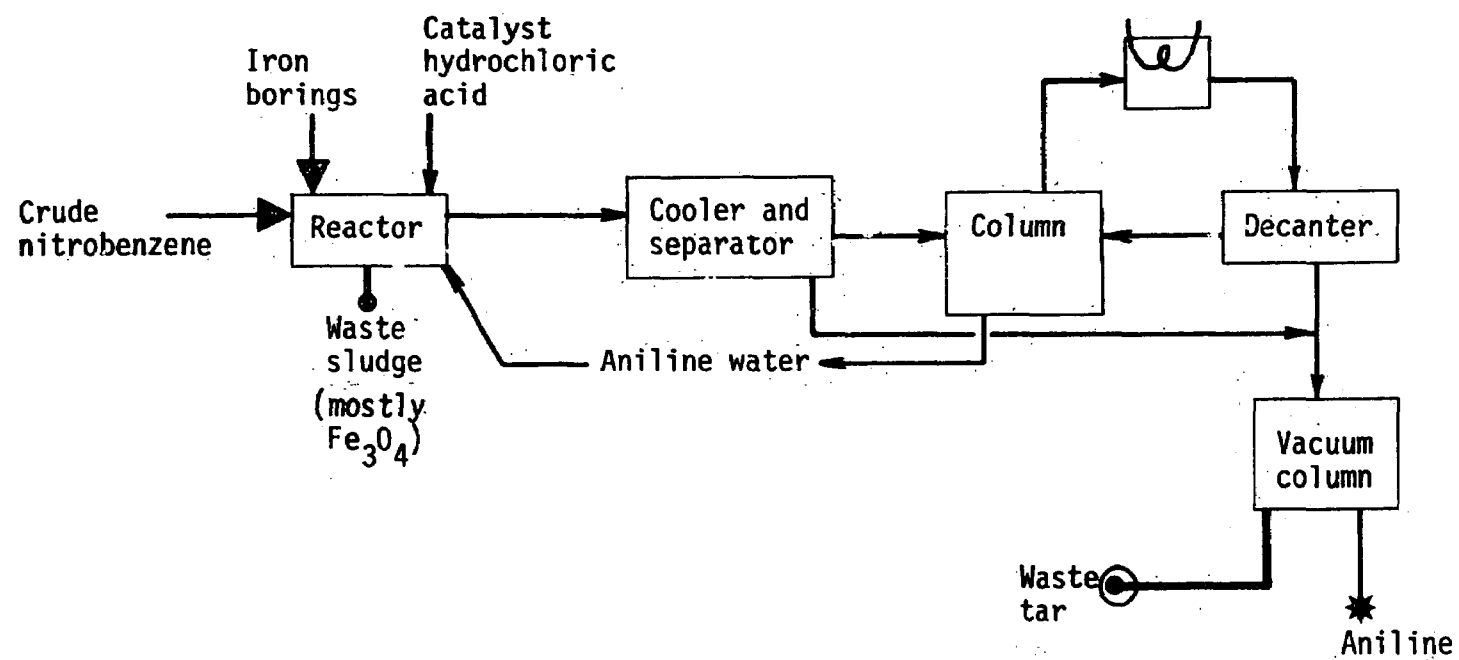 Catalyst
hydrochloric
acid
Iron
borings
Crude
nitrobenzene
Reactor
Cooler and
separator
Column
Decanter
Waste
sludge
(mostly
Fe3O4)
Aniline water
Vacuum
column
Waste
tar
Aniline